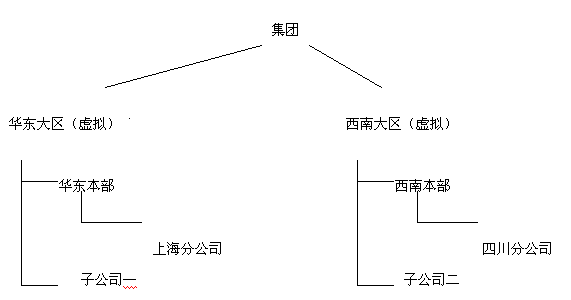 集团
华东大区（虚拟）
西南大区（虚拟）
华东本部
西南本部
上海分公司
四川分公司
子公司一
子公司二